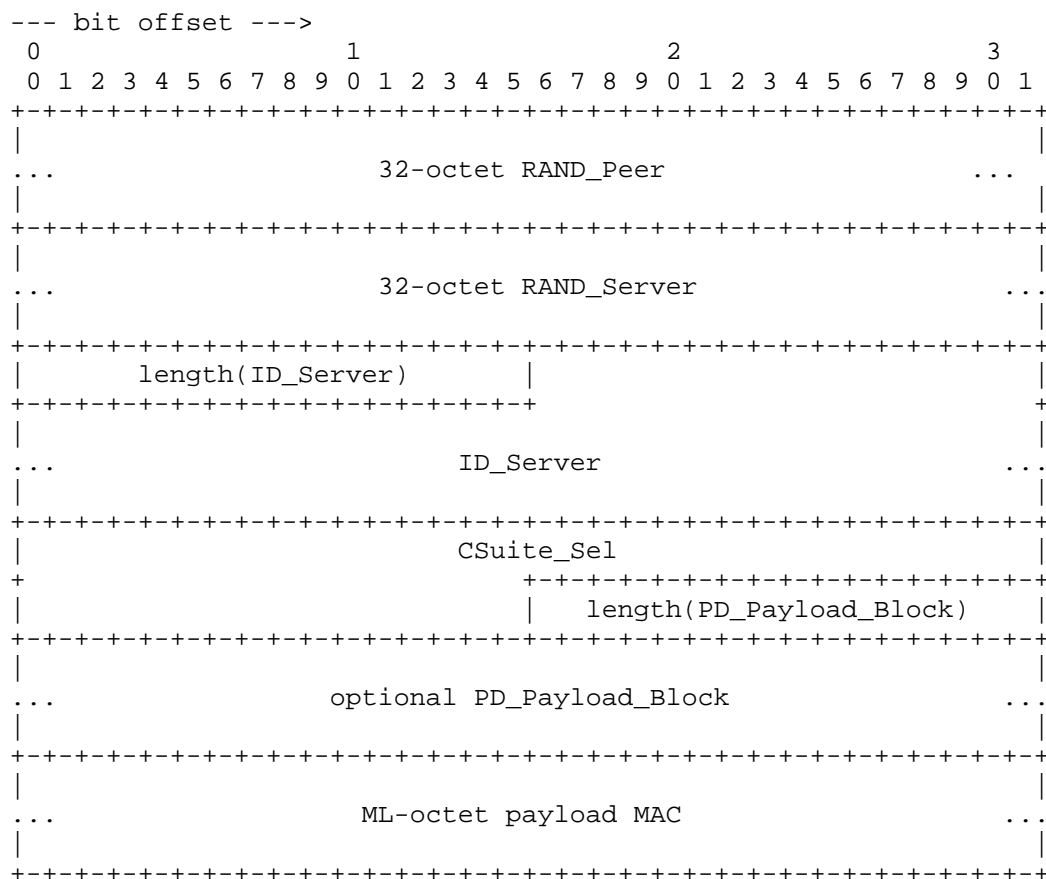 --- bit offset --->
 0                   1                   2                   3
 0 1 2 3 4 5 6 7 8 9 0 1 2 3 4 5 6 7 8 9 0 1 2 3 4 5 6 7 8 9 0 1
+-+-+-+-+-+-+-+-+-+-+-+-+-+-+-+-+-+-+-+-+-+-+-+-+-+-+-+-+-+-+-+-+
|                                                               |
...                    32-octet RAND_Peer                   ...
|                                                               |
+-+-+-+-+-+-+-+-+-+-+-+-+-+-+-+-+-+-+-+-+-+-+-+-+-+-+-+-+-+-+-+-+
|                                                               |
...                    32-octet RAND_Server                   ...
|                                                               |
+-+-+-+-+-+-+-+-+-+-+-+-+-+-+-+-+-+-+-+-+-+-+-+-+-+-+-+-+-+-+-+-+
|       length(ID_Server)       |                               |
+-+-+-+-+-+-+-+-+-+-+-+-+-+-+-+-+                               +
|                                                               |
...                         ID_Server                         ...
|                                                               |
+-+-+-+-+-+-+-+-+-+-+-+-+-+-+-+-+-+-+-+-+-+-+-+-+-+-+-+-+-+-+-+-+
|                           CSuite_Sel                          |
+                               +-+-+-+-+-+-+-+-+-+-+-+-+-+-+-+-+
|                               |   length(PD_Payload_Block)    |
+-+-+-+-+-+-+-+-+-+-+-+-+-+-+-+-+-+-+-+-+-+-+-+-+-+-+-+-+-+-+-+-+
|                                                               |
...                 optional PD_Payload_Block                 ...
|                                                               |
+-+-+-+-+-+-+-+-+-+-+-+-+-+-+-+-+-+-+-+-+-+-+-+-+-+-+-+-+-+-+-+-+
|                                                               |
...                   ML-octet payload MAC                    ...
|                                                               |
+-+-+-+-+-+-+-+-+-+-+-+-+-+-+-+-+-+-+-+-+-+-+-+-+-+-+-+-+-+-+-+-+